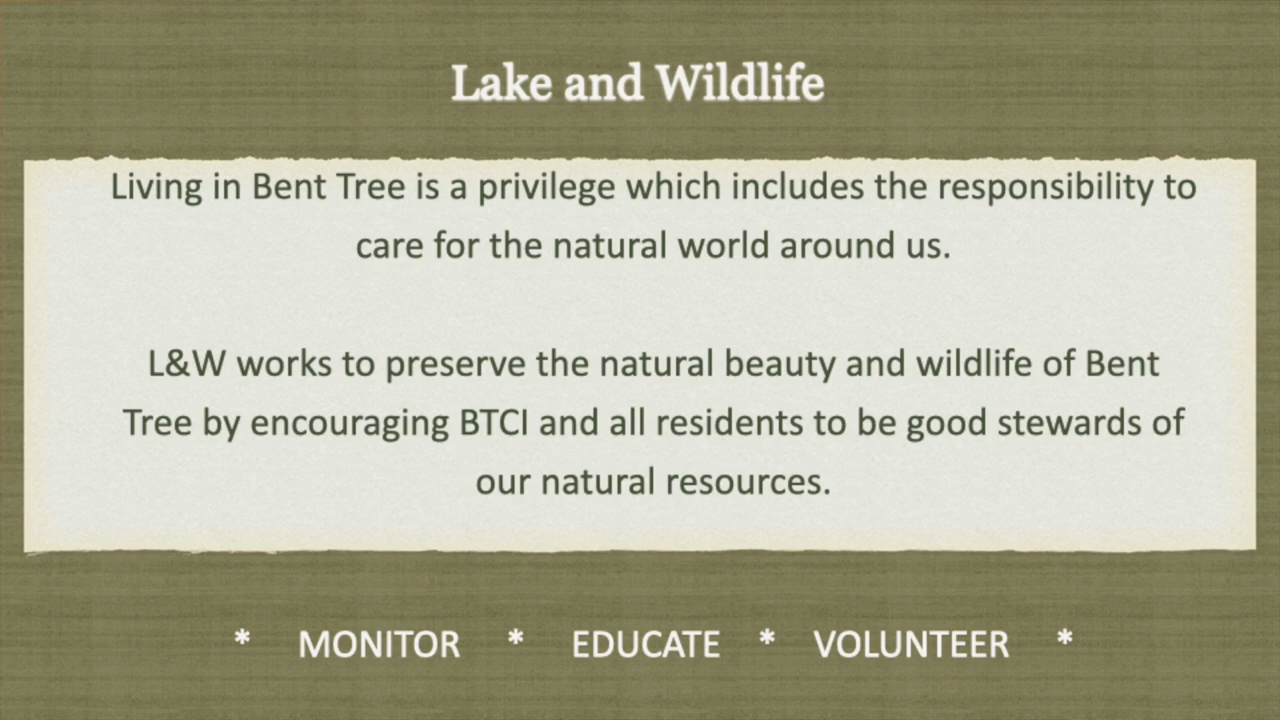 Lake and Wildlife
Living in Bent Tree is a privilege which includes the responsibility to
care for the natural world around us.
L&W works to preserve the natural beauty and wildlife of Bent
Tree by encouraging BTCI and all residents to be good stewards of
our natural resources.
* MONITOR * EDUCATE * VOLUNTEER *